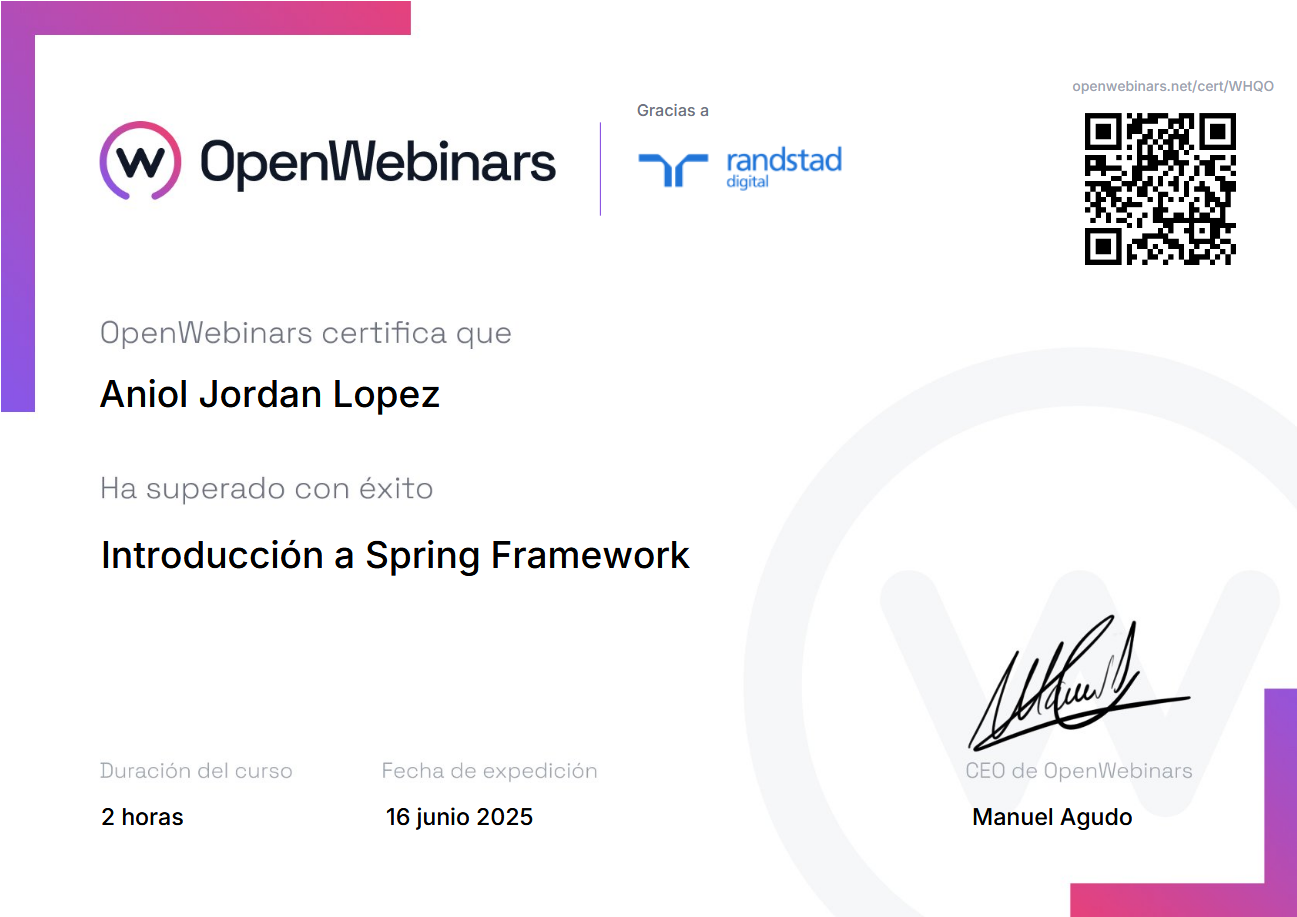 openwebinars.net/cert/WHQO
Gracias a
OpenWebinars
randstad
digital
OpenWebinars certifica que
Aniol Jordan Lopez
Ha superado con éxito
Introducción a Spring Framework
Duración del curso
Fecha de expedición
CEO de OpenWebinars
2 horas
16 junio 2025
Manuel Agudo